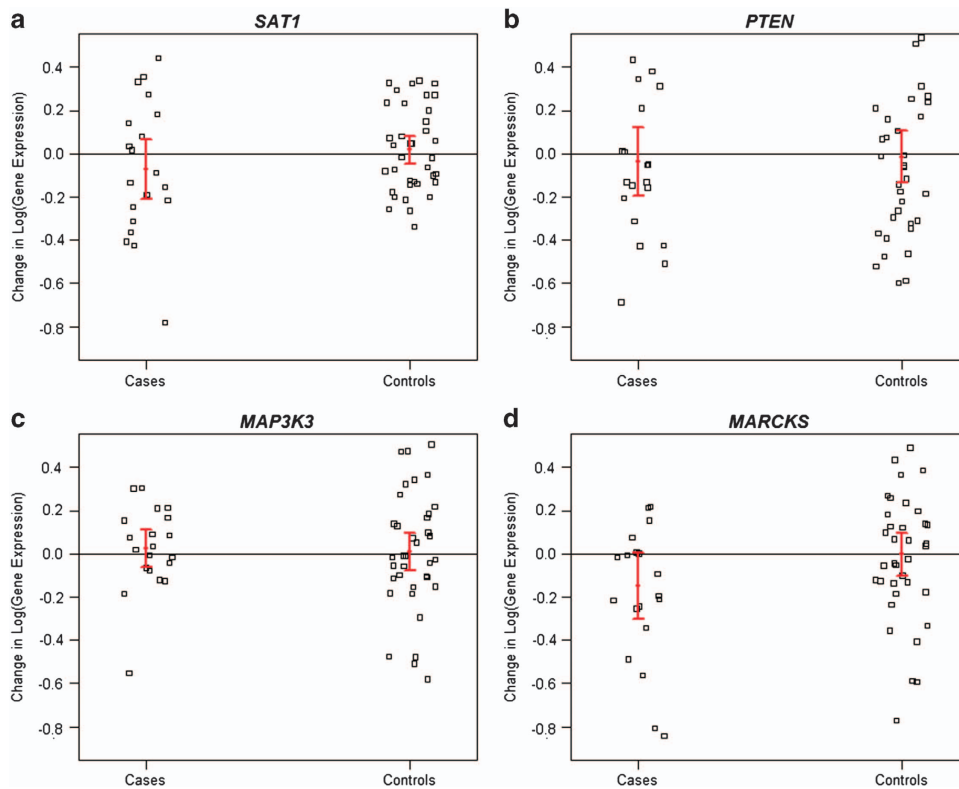 a
SAT1
Change in Log(Gene Expression)
0.4
0.2
0.0
-0.2
-0.4
-0.6
-0.8
Cases
Controls
b
PTEN
Change in Log(Gene Expression)
0.4
0.2
0.0
-0.2
-0.4
-0.6
-0.8
Cases
Controls
c
MAP3K3
Change in Log(Gene Expression)
0.4
0.2
0.0
-0.2
-0.4
-0.6
-0.8
Cases
Controls
d
MARCKS
Change in Log(Gene Expression)
0.4
0.2
0.0
-0.2
-0.4
-0.6
-0.8
Cases
Controls